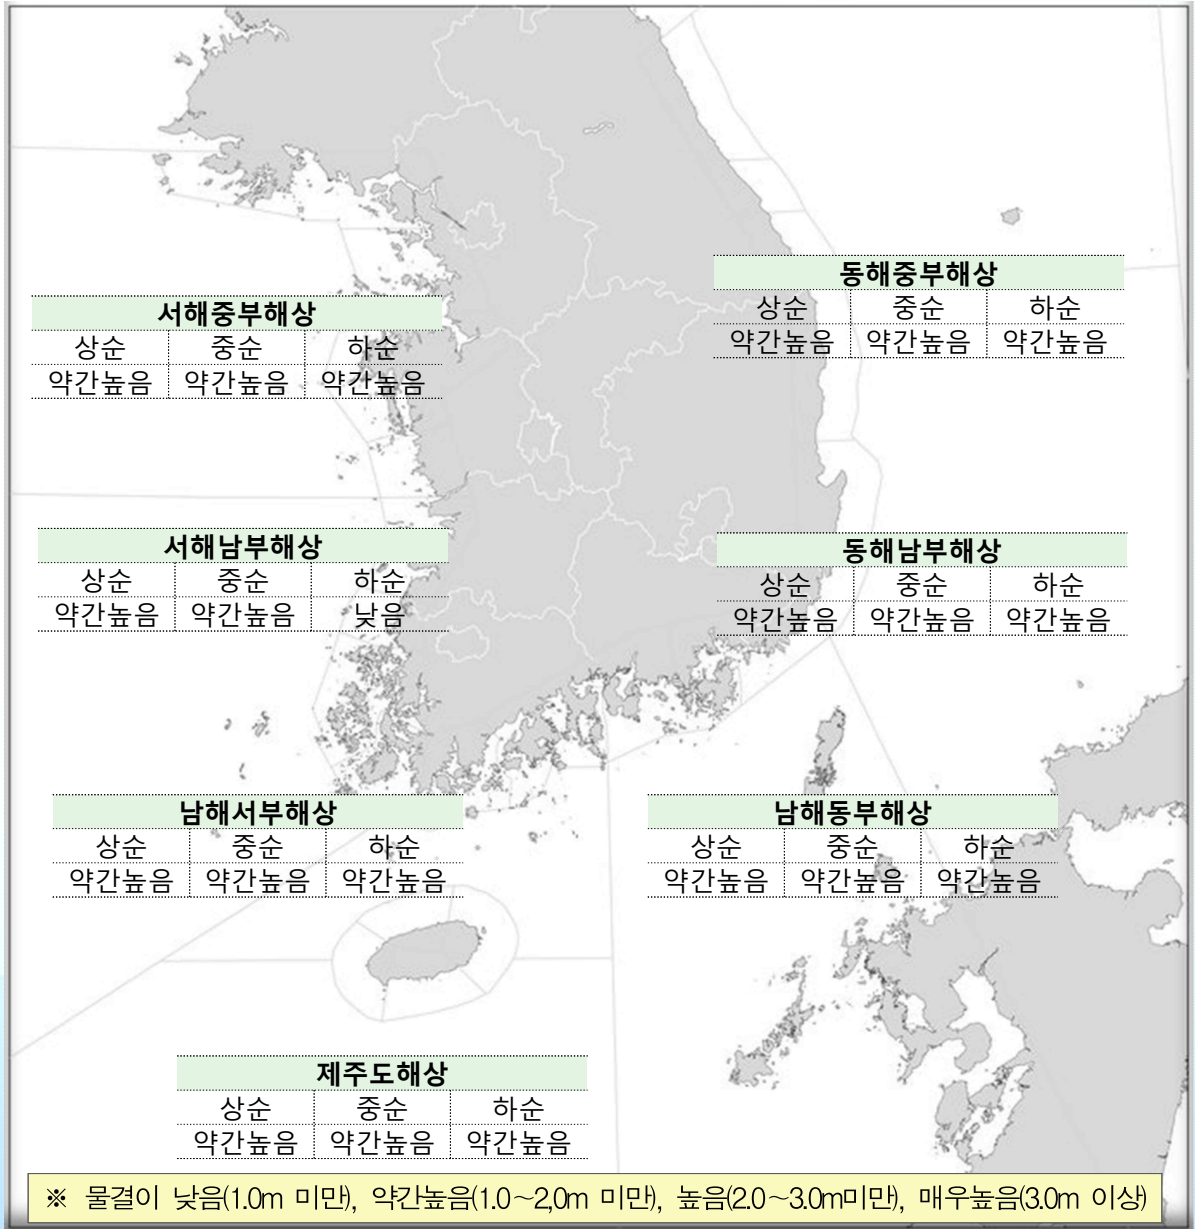 동해중부해상
상순 중순 하순
약간높음 약간높음 약간높음
서해중부해상
상순 중순 하순
약간높음 약간높음 약간높음
서해남부해상
상순 중순 하순
약간높음 약간높음 낮음
동해남부해상
상순 중순 하순
약간높음 약간높음 약간높음
남해서부해상
상순 중순 하순
약간높음 약간높음 약간높음
남해동부해상
상순 중순 하순
약간높음 약간높음 약간높음
제주도해상
상순 중순 하순
약간높음 약간높음 약간높음
※ 물결이 낮음(1.0m 미만), 약간높음(1.0~2,0m 미만), 높음(2.0~3.0m미만), 매우높음(3.0m 이상)